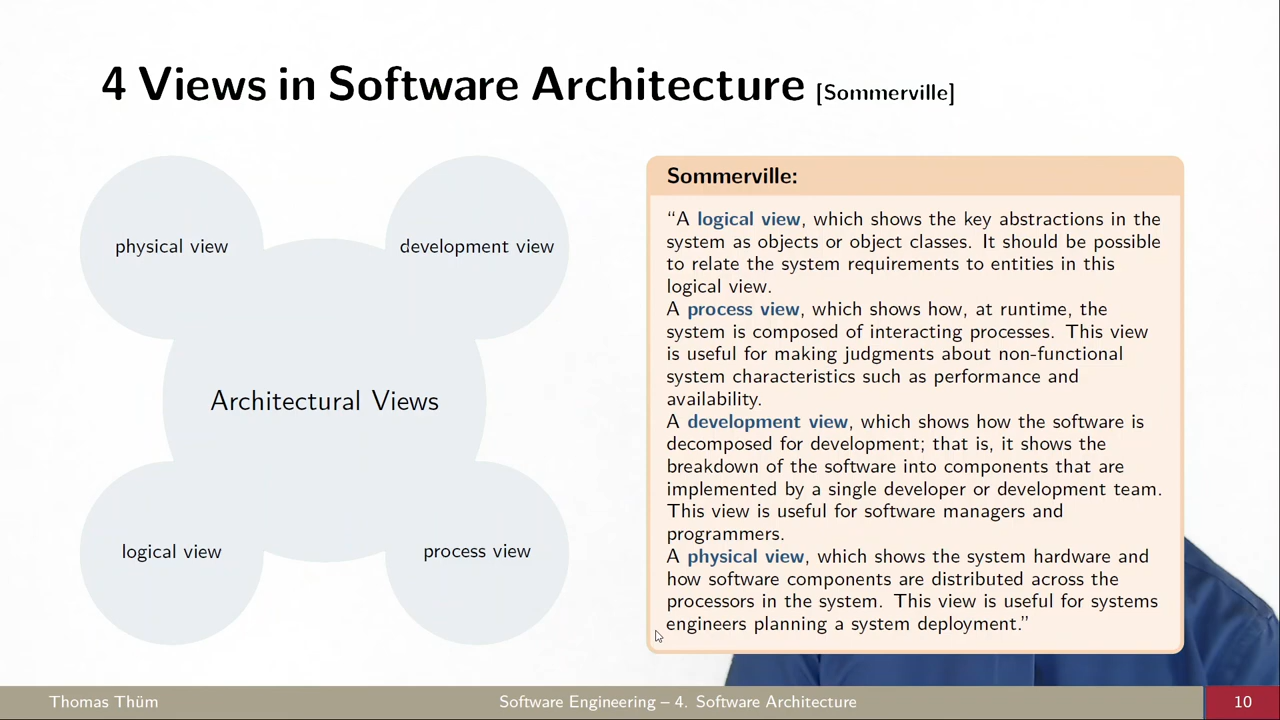 4 Views in Software Architecture [Sommerville]
physical view
development view
Architectural Views
logical view
process view
Sommerville:
“A logical view, which shows the key abstractions in the
system as objects or object classes. It should be possible
to relate the system requirements to entities in this
logical view.
A process view, which shows how, at runtime, the
system is composed of interacting processes. This view
is useful for making judgments about non-functional
system characteristics such as performance and
availability.
A development view, which shows how the software is
decomposed for development; that is, it shows the
breakdown of the software into components that are
implemented by a single developer or development team.
This view is useful for software managers and
programmers.
A physical view, which shows the system hardware and
how software components are distributed across the
processors in the system. This view is useful for systems
engineers planning a system deployment.”
Thomas Thüm
Software Engineering – 4. Software Architecture
10